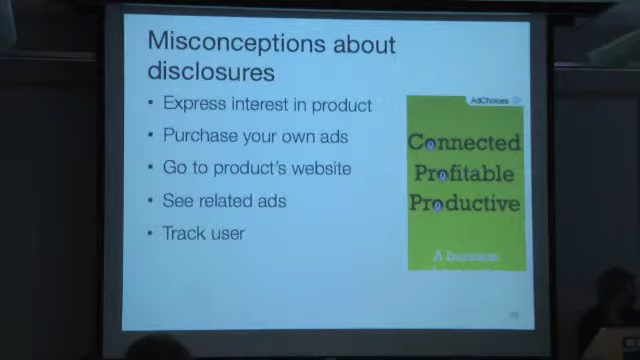 Misconceptions about
disclosures
• Express interest in product
• Purchase your own ads
• Go to product's website
• See related ads
• Track user
AdChoices
Connected
Profitable
Productive
A business